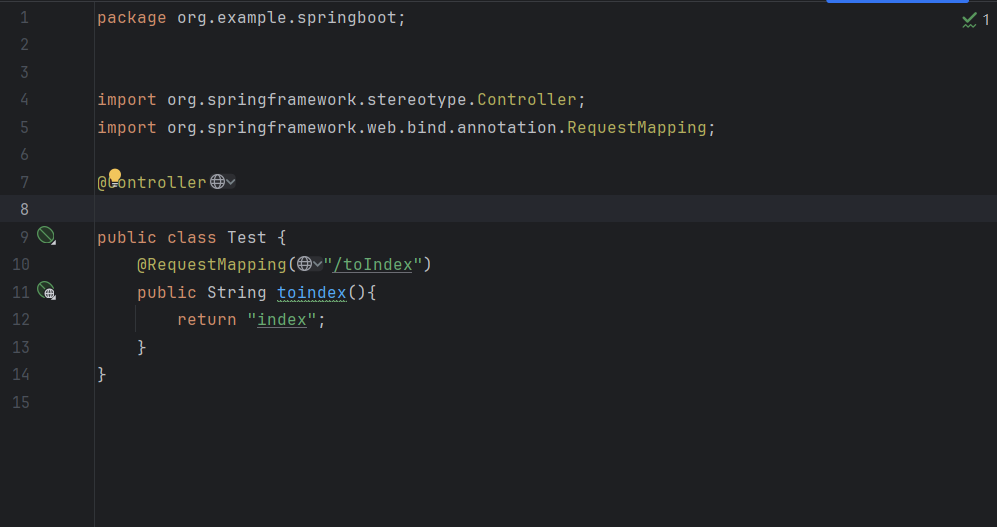 1 package org.example.springboot;
2
3
4 import org.springframework.stereotype.Controller;
5 import org.springframework.web.bind.annotation.RequestMapping;
6
7 @Controller
8
9 public class Test {
10 @RequestMapping("/toIndex")
11 public String toindex(){
12 return "index";
13 }
14 }
15
1